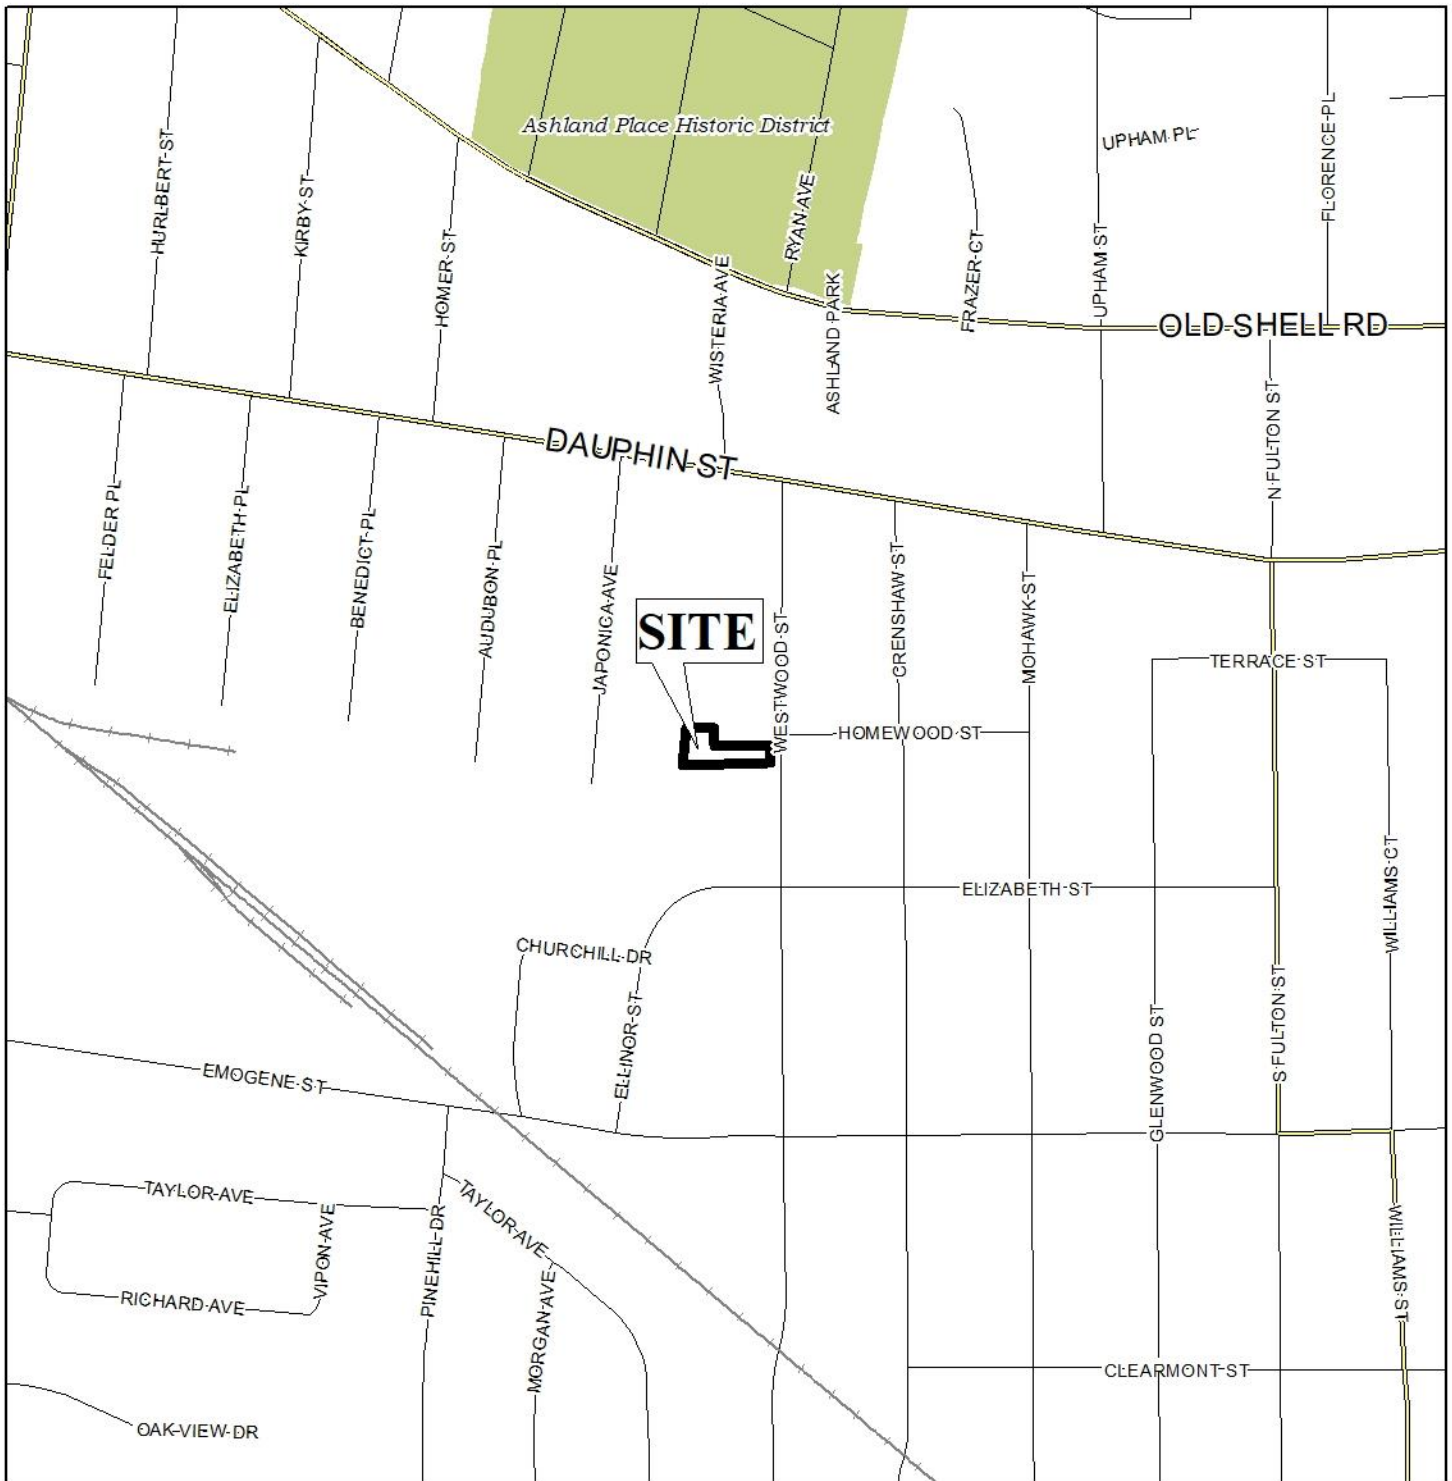 Ashland Place Historic District
UPHAM PL
FLORENCE PL
HURLBERT ST
KIRBY ST
HOMER ST
RYAN AVE
WISTERIA AVE
ASHLAND PARK
FRAZER CT
UPHAM ST
OLD SHELL RD
DAUPHIN ST
N FULTON ST
FELDER PL
ELIZABETH PL
BENEDICT PL
AUDUBON PL
JAPONICA AVE
SITE
WESTWOOD ST
CRENSHAW ST
MOHAWK ST
TERRACE ST
HOMEWOOD ST
WILLIAMS CT
ELIZABETH ST
CHURCHILL DR
ELLINOR ST
GLENWOOD ST
S FULTON ST
EMOGENE ST
TAYLOR AVE
VIPON AVE
PINEHILL DR
TAYLOR AVE
MORGAN AVE
WILLIAMS ST
RICHARD AVE
CLEARMONT ST
OAK VIEW DR